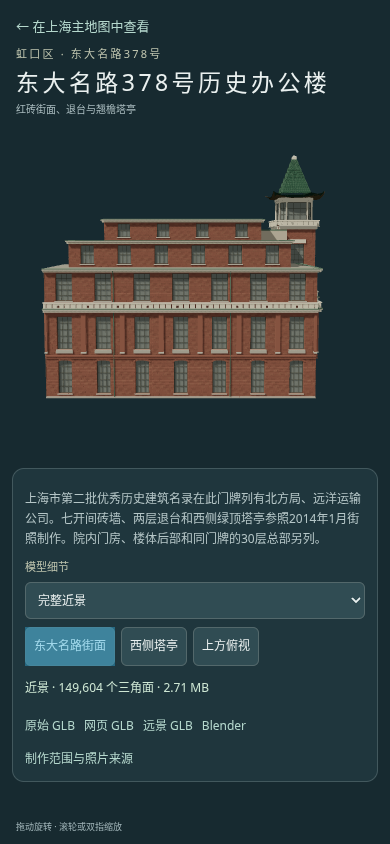 ← 在上海主地图中查看
虹口区 · 东大名路378号
东大名路378号历史办公楼
红砖街面、退台与翘檐塔亭
上海市第二批优秀历史建筑名录在此门牌列有北方局、远洋运输
公司。七开间砖墙、两层退台和西侧绿顶塔亭参照2014年1月街
照制作。院内门房、楼体后部和同门牌的30层总部另列。
模型细节
完整近景
东大名路街面 西侧塔亭 上方俯视
近景 · 149,604 个三角面 · 2.71 MB
原始 GLB 网页 GLB 远景 GLB Blender
制作范围与照片来源
拖动旋转 · 滚轮或双指缩放